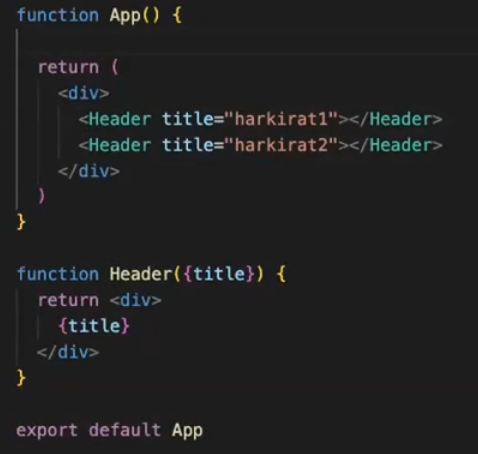 function App() {
return (
<div>
<Header title="harkirat1"></Header>
<Header title="harkirat2"></Header>
</div>
)
}
function Header({title}) {
return <div>
{title}
</div>
}
export default App